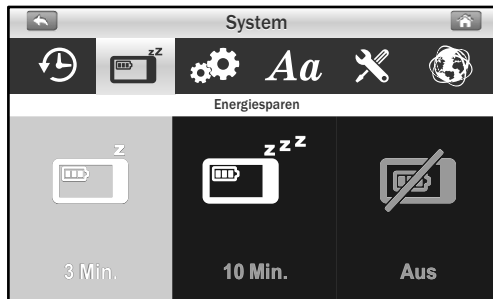 System
zZ
Aa
Energiesparen
z
zzZ
3 Min.
10 Min.
Aus